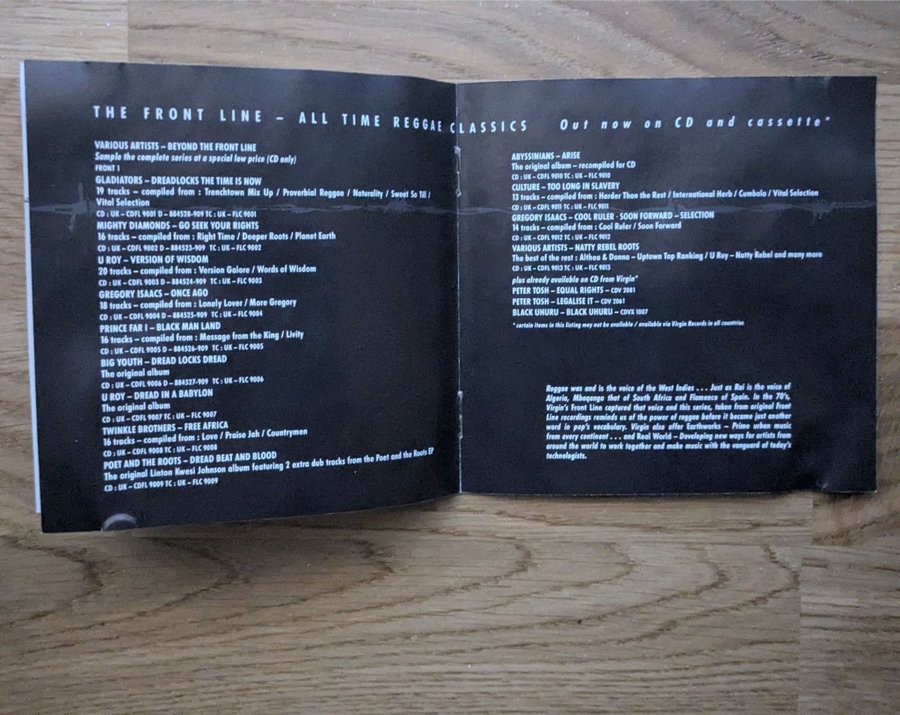 THE FRONT LINE – ALL TIME REGGAE CLASSICS Out now on CD and cassette*
VARIOUS ARTISTS – BEYOND THE FRONT LINE
Sample the complete series at a special low price (CD only)
FRONT 1
GLADIATORS – DREADLOCKS THE TIME IS NOW
19 tracks – compiled from : Trenchtown Mix Up / Proverbial Reggae / Naturality / Sweet So Till /
Vital Selection
CD : UK – CDFL 9001 D – 884528-909 TC : UK – FLC 9001
MIGHTY DIAMONDS – GO SEEK YOUR RIGHTS
16 tracks – compiled from : Right Time / Deeper Roots / Planet Earth
CD : UK – CDFL 9002 D – 884523-909 TC : UK – FLC 9002
U ROY – VERSION OF WISDOM
20 tracks – compiled from : Version Galore / Words of Wisdom
CD : UK – CDFL 9003 D – 884524-909 TC : UK – FLC 9003
GREGORY ISAACS – ONCE AGO
18 tracks – compiled from : Lonely Lover / More Gregory
CD : UK – CDFL 9004 D – 884525-909 TC : UK – FLC 9004
PRINCE FAR I – BLACK MAN LAND
16 tracks – compiled from : Message from the King / Livity
CD : UK – CDFL 9005 D – 884526-909 TC : UK – FLC 9005
BIG YOUTH – DREAD LOCKS DREAD
The original album
CD : UK – CDFL 9006 D – 884527-909 TC : UK – FLC 9006
U ROY – DREAD IN A BABYLON
The original album
CD : UK – CDFL 9007 TC : UK – FLC 9007
TWINKLE BROTHERS – FREE AFRICA
16 tracks – compiled from : Love / Praise Jah / Countrymen
CD : UK – CDFL 9008 TC : UK – FLC 9008
POET AND THE ROOTS – DREAD BEAT AND BLOOD
The original Linton Kwesi Johnson album featuring 2 extra dub tracks from the Poet and the Roots EP
CD : UK – CDFL 9009 TC : UK – FLC 9009
ABYSSINIANS – ARISE
The original album – recompiled for CD
CD : UK – CDFL 9010 TC : UK – FLC 9010
CULTURE – TOO LONG IN SLAVERY
13 tracks – compiled from : Harder Than the Rest / International Herb / Cumbolo / Vital Selection
CD : UK – CDFL 9011 TC : UK – FLC 9011
GREGORY ISAACS – COOL RULER · SOON FORWARD – SELECTION
14 tracks – compiled from : Cool Ruler / Soon Forward
CD : UK – CDFL 9012 TC : UK – FLC 9012
VARIOUS ARTISTS – NATTY REBEL ROOTS
The best of the rest : Althea & Donna – Uptown Top Ranking / U Roy – Natty Rebel and many more
CD : UK – CDFL 9013 TC : UK – FLC 9013
plus already available on CD from Virgin*
PETER TOSH – EQUAL RIGHTS – CDV 2081
PETER TOSH – LEGALISE IT – CDV 2061
BLACK UHURU – BLACK UHURU – CDVX 1007
* certain items in this listing may not be available / available via Virgin Records in all countries
Reggae was and is the voice of the West Indies . . . Just as Rai is the voice of
Algeria, Mbaqanga that of South Africa and Flamenco of Spain. In the 70's,
Virgin's Front Line captured that voice and this series, taken from original Front
Line recordings reminds us of the power of reggae before it became just another
word in pop's vocabulary. Virgin also offer Earthworks – Prime urban music
from every continent . . . and Real World – Developing new ways for artists from
around the world to work together and make music with the vanguard of today's
technologists.